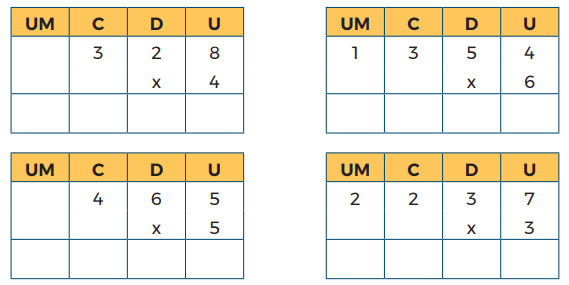 UM C D U
3 2 8
x 4
UM C D U
1 3 5 4
x 6
UM C D U
4 6 5
x 5
UM C D U
2 2 3 7
x 3